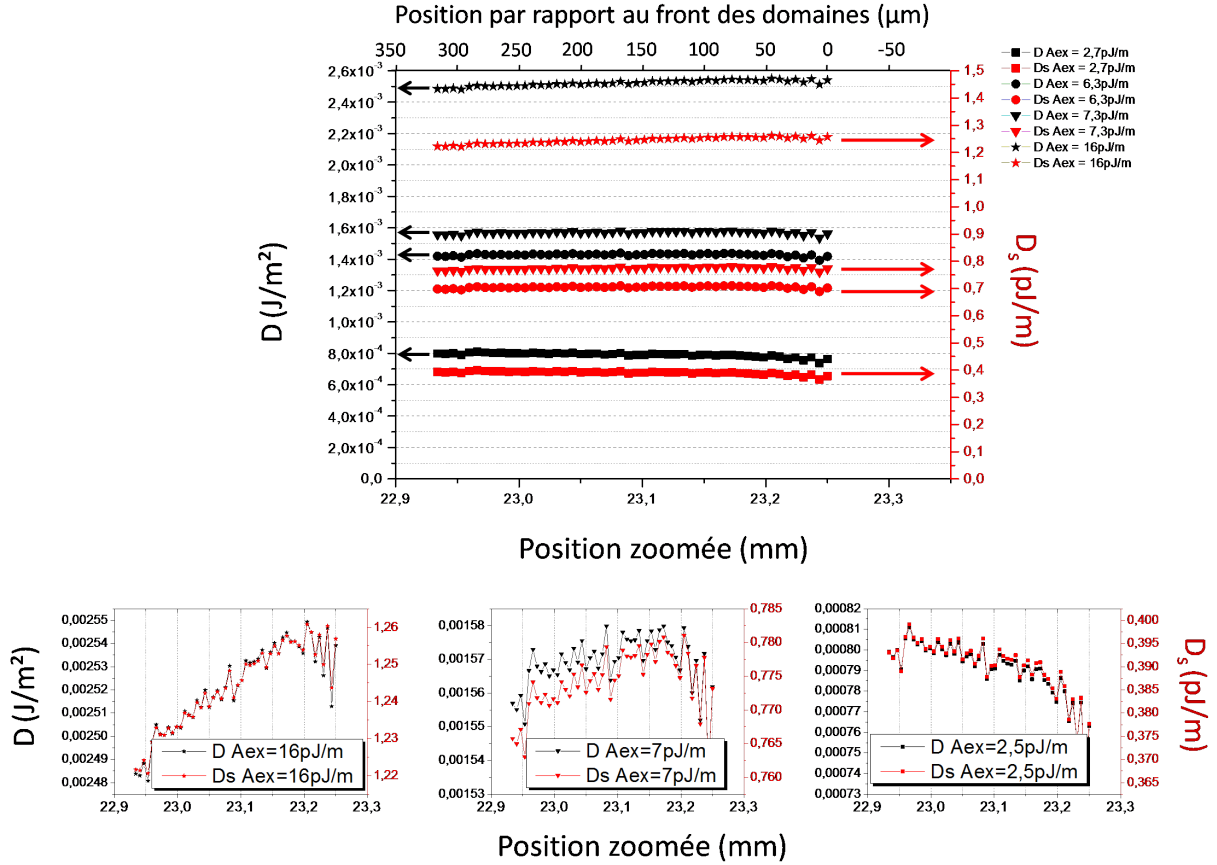 Position par rapport au front des domaines (µm)
350 300 250 200 150 100 50 0 -50
2,6x10⁻³
2,4x10⁻³
2,2x10⁻³
2,0x10⁻³
1,8x10⁻³
1,6x10⁻³
1,4x10⁻³
1,2x10⁻³
1,0x10⁻³
8,0x10⁻⁴
6,0x10⁻⁴
4,0x10⁻⁴
2,0x10⁻⁴
0,0
D (J/m²)
1,5
1,4
1,3
1,2
1,1
1,0
0,9
0,8
0,7
0,6
0,5
0,4
0,3
0,2
0,1
0,0
Dₛ (pJ/m)
D Aex = 2,7pJ/m
Ds Aex = 2,7pJ/m
D Aex = 6,3pJ/m
Ds Aex = 6,3pJ/m
D Aex = 7,3pJ/m
Ds Aex = 7,3pJ/m
D Aex = 16pJ/m
Ds Aex = 16pJ/m
22,9 23,0 23,1 23,2 23,3
Position zoomée (mm)
D (J/m²)
0,00255
0,00254
0,00253
0,00252
0,00251
0,00250
0,00249
0,00248
1,26
1,25
1,24
1,23
1,22
D Aex=16pJ/m
Ds Aex=16pJ/m
22,9 23,0 23,1 23,2 23,3
0,00158
0,00157
0,00156
0,00155
0,00154
0,00153
0,785
0,780
0,775
0,770
0,765
0,760
D Aex=7pJ/m
Ds Aex=7pJ/m
22,9 23,0 23,1 23,2 23,3
0,00082
0,00081
0,00080
0,00079
0,00078
0,00077
0,00076
0,00075
0,00074
0,00073
0,400
0,395
0,390
0,385
0,380
0,375
0,370
0,365
D Aex=2,5pJ/m
Ds Aex=2,5pJ/m
22,9 23,0 23,1 23,2 23,3
Dₛ (pJ/m)
Position zoomée (mm)